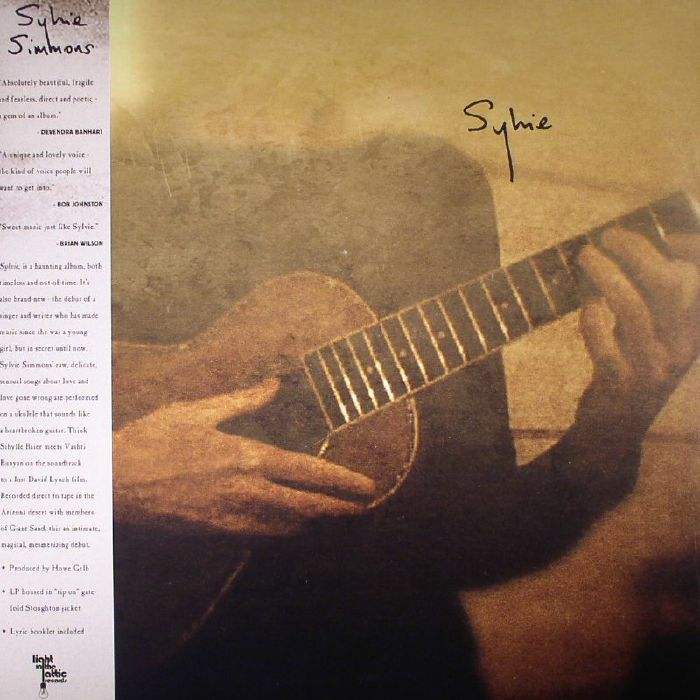 Sylvie
Simmons
"Absolutely beautiful, fragile
and fearless, direct and poetic -
a gem of an album."
- DEVENDRA BANHART
"A unique and lovely voice -
the kind of voice people will
want to get into."
- BOB JOHNSTON
"Sweet music just like Sylvie."
- BRIAN WILSON
Sylvie is a haunting album, both
timeless and out-of-time. It's
also brand-new - the debut of a
singer and writer who has made
music since she was a young
girl, but in secret until now.
Sylvie Simmons' raw, delicate,
sensual songs about love and
love gone wrong are performed
on a ukulele that sounds like
a heartbroken guitar. Think
Sibylle Baier meets Vashti
Bunyan on the soundtrack
to a lost David Lynch film.
Recorded direct to tape in the
Arizona desert with members
of Giant Sand, this an intimate,
magical, mesmerizing debut.
• Produced by Howe Gelb
• LP housed in "tip-on" gate
fold Stoughton jacket
• Lyric booklet included
light
in the
attic
records
Sylvie